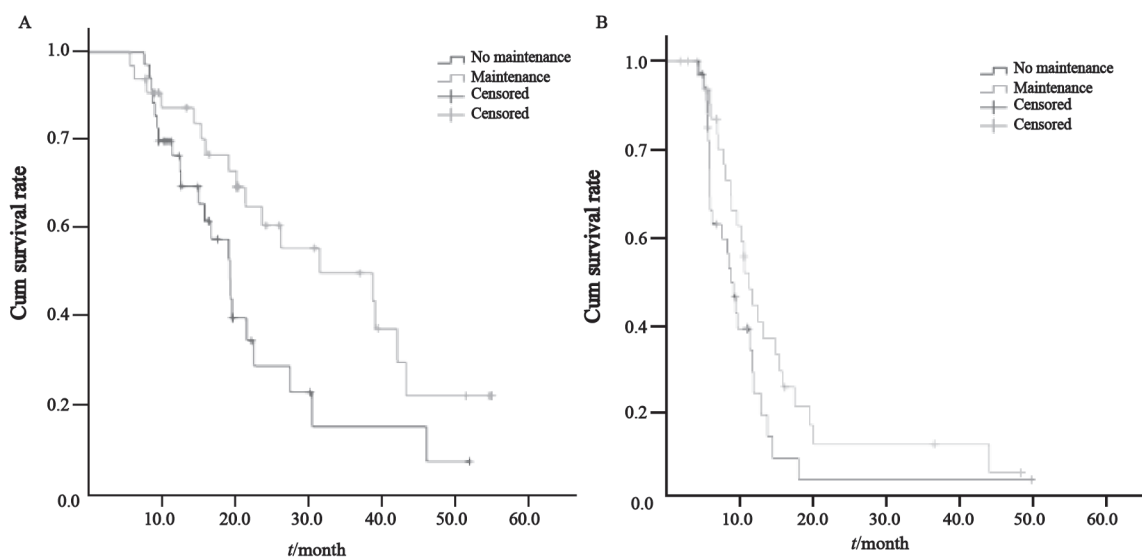 A
1.0
0.7
0.6
0.4
0.2
0.0
Cum survival rate
No maintenance
Maintenance
Censored
Censored
10.0 20.0 30.0 40.0 50.0 60.0
t/month
B
1.0
0.7
0.6
0.4
0.2
0.0
Cum survival rate
No maintenance
Maintenance
Censored
Censored
10.0 20.0 30.0 40.0 50.0 60.0
t/month